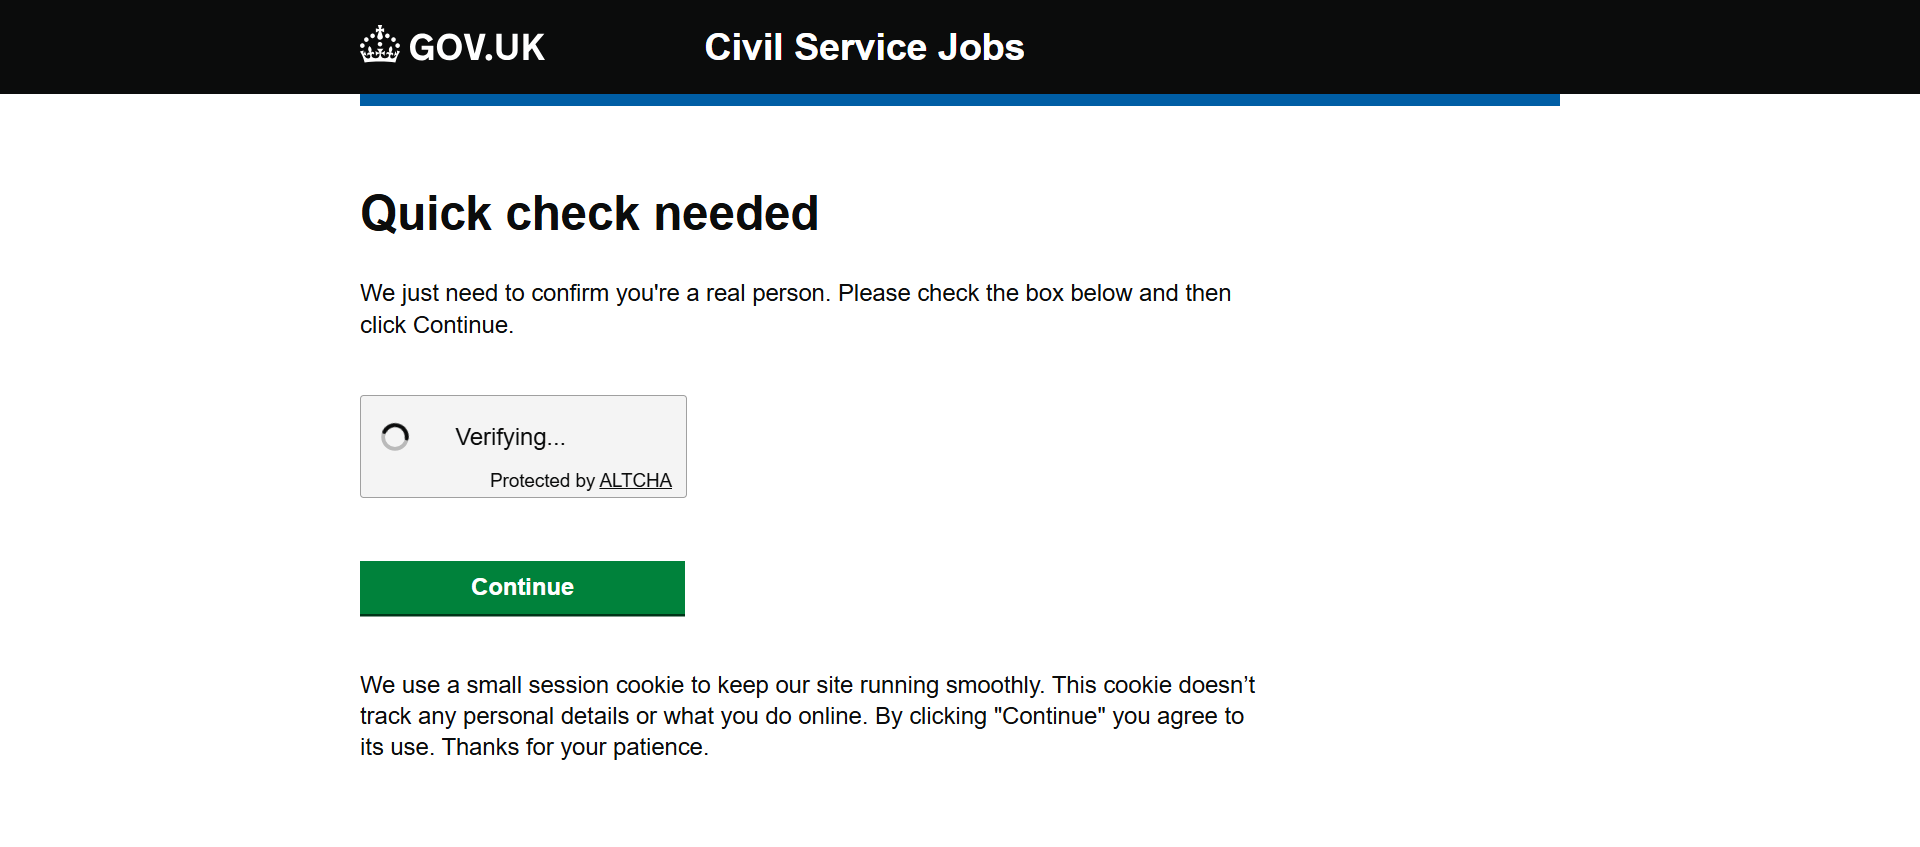 GOV.UK
Civil Service Jobs
Quick check needed
We just need to confirm you're a real person. Please check the box below and then
click Continue.
Verifying...
Protected by ALTCHA
Continue
We use a small session cookie to keep our site running smoothly. This cookie doesn’t
track any personal details or what you do online. By clicking "Continue" you agree to
its use. Thanks for your patience.